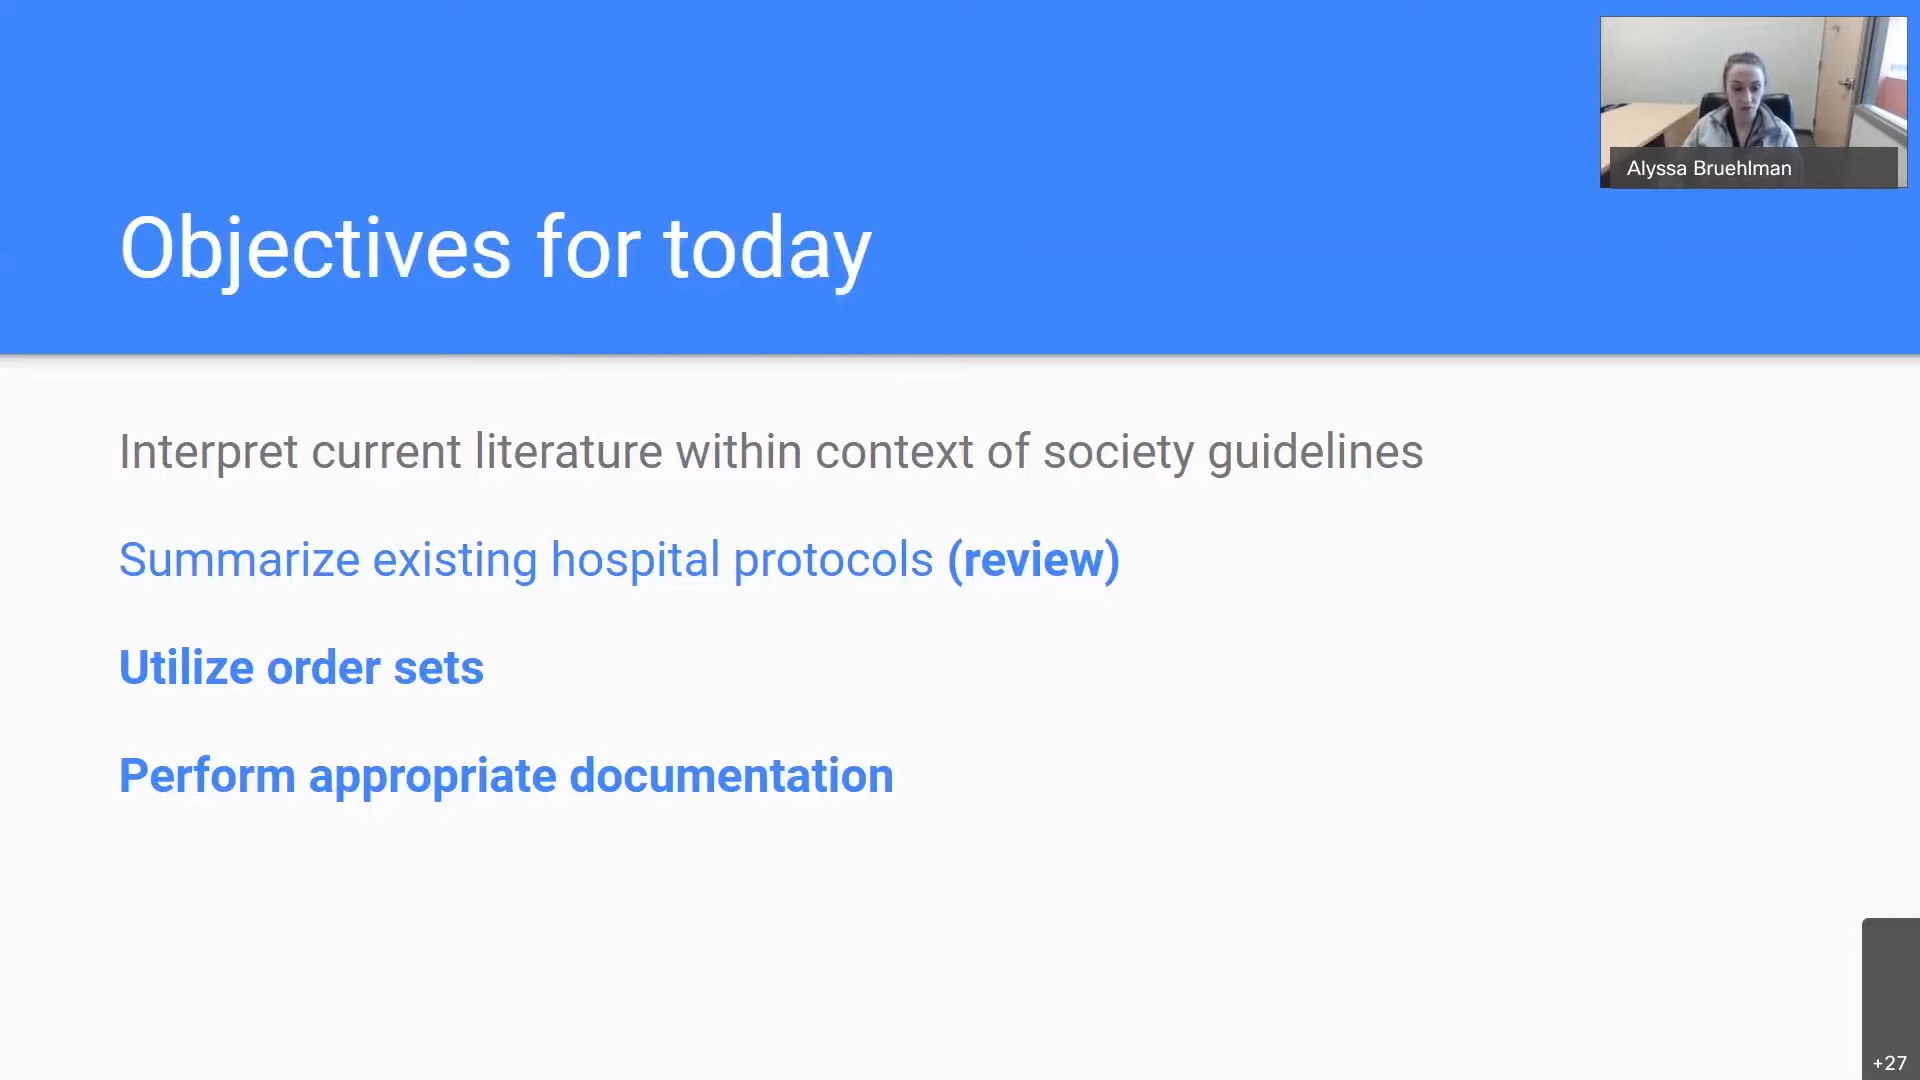 Alyssa Bruehlman
Objectives for today
Interpret current literature within context of society guidelines
Summarize existing hospital protocols (review)
Utilize order sets
Perform appropriate documentation
+27